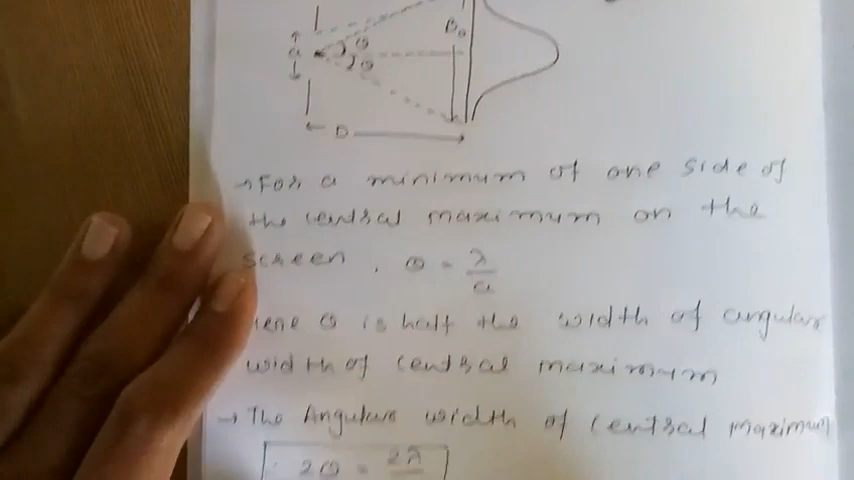 β₀
a
θ
θ
D
→ For a minimum of one side of
the central maximum on the
screen, θ = λ/a
Here θ is half the width of angular
width of central maximum
→ The Angular width of central maximum
2θ = 2λ